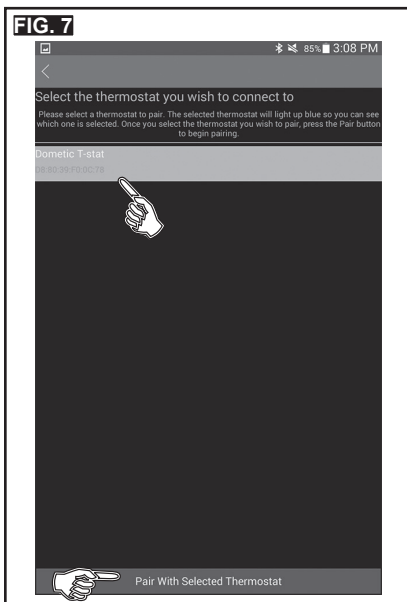 FIG. 7
85% 3:08 PM
Select the thermostat you wish to connect to
Please select a thermostat to pair. The selected thermostat will light up blue so you can see
which one is selected. Once you select the thermostat you wish to pair, press the Pair button
to begin pairing.
Dometic T-stat
Pair With Selected Thermostat